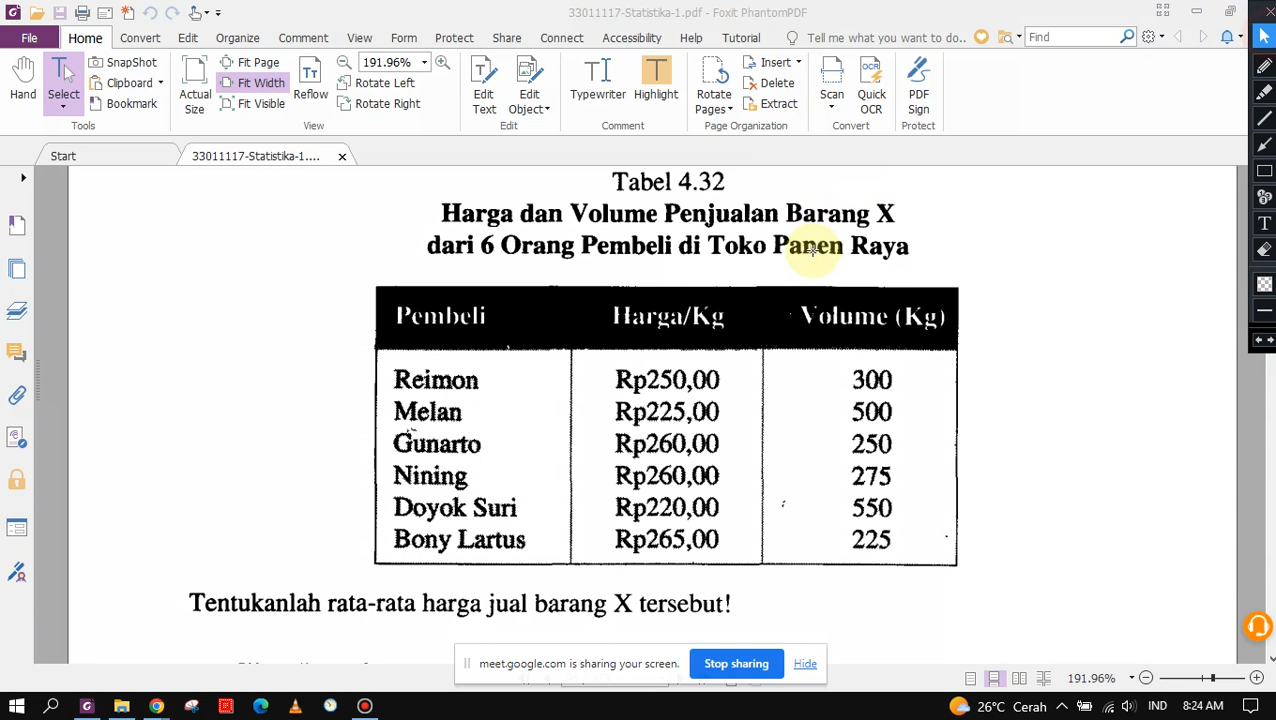 33011117-Statistika-1.pdf - Foxit PhantomPDF
File Home Convert Edit Organize Comment View Form Protect Share Connect Accessibility Help Tutorial Tell me what you want to do.. Find
Hand
Select
SnapShot
Clipboard
Bookmark
Tools
Actual Size
Fit Page
Fit Width
Fit Visible
Reflow
191.96%
Rotate Left
Rotate Right
View
Edit Text
Edit Object
Edit
Typewriter
Highlight
Comment
Rotate Pages
Insert
Delete
Extract
Page Organization
Scan
Quick OCR
Convert
PDF Sign
Protect
Start 33011117-Statistika-1....
Tabel 4.32
Harga dan Volume Penjualan Barang X
dari 6 Orang Pembeli di Toko Panen Raya
Pembeli Harga/Kg Volume (Kg)
Reimon Rp250,00 300
Melan Rp225,00 500
Gunarto Rp260,00 250
Nining Rp260,00 275
Doyok Suri Rp220,00 550
Bony Lartus Rp265,00 225
Tentukanlah rata-rata harga jual barang X tersebut!
meet.google.com is sharing your screen. Stop sharing Hide
191.96%
26°C Cerah IND 8:24 AM